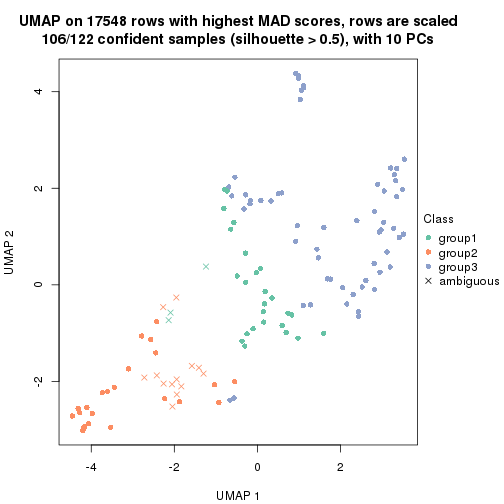 UMAP on 17548 rows with highest MAD scores, rows are scaled
106/122 confident samples (silhouette > 0.5), with 10 PCs
4
2
0
-2
UMAP 2
-4
-2
0
2
UMAP 1
Class
group1
group2
group3
ambiguous